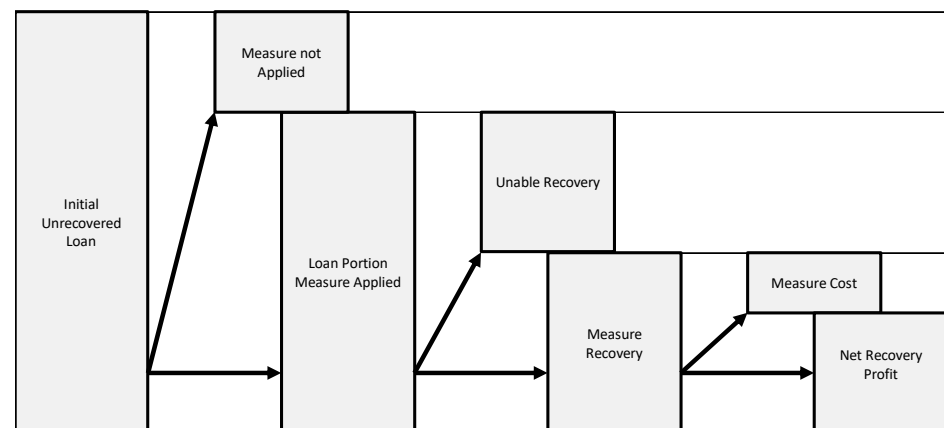 Initial
Unrecovered
Loan
Measure not
Applied
Loan Portion
Measure Applied
Unable Recovery
Measure
Recovery
Measure Cost
Net Recovery
Profit